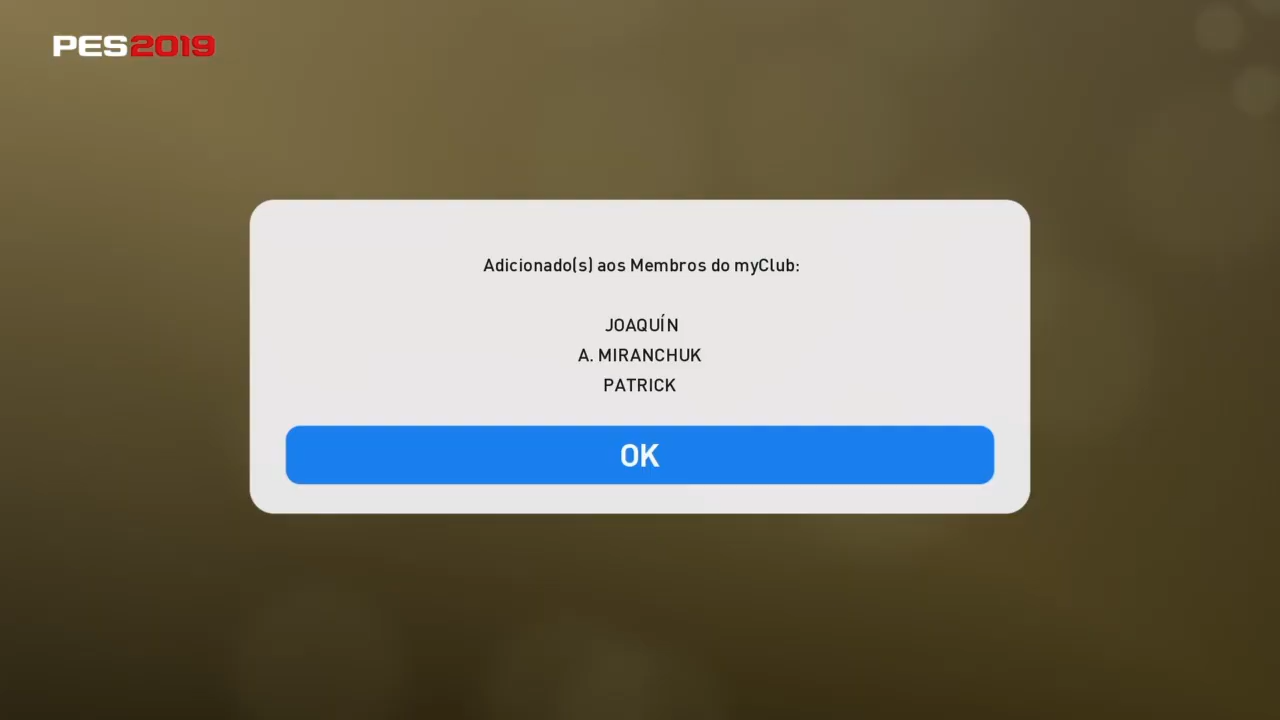 PES2019
Adicionado(s) aos Membros do myClub:
JOAQUÍN
A. MIRANCHUK
PATRICK
OK